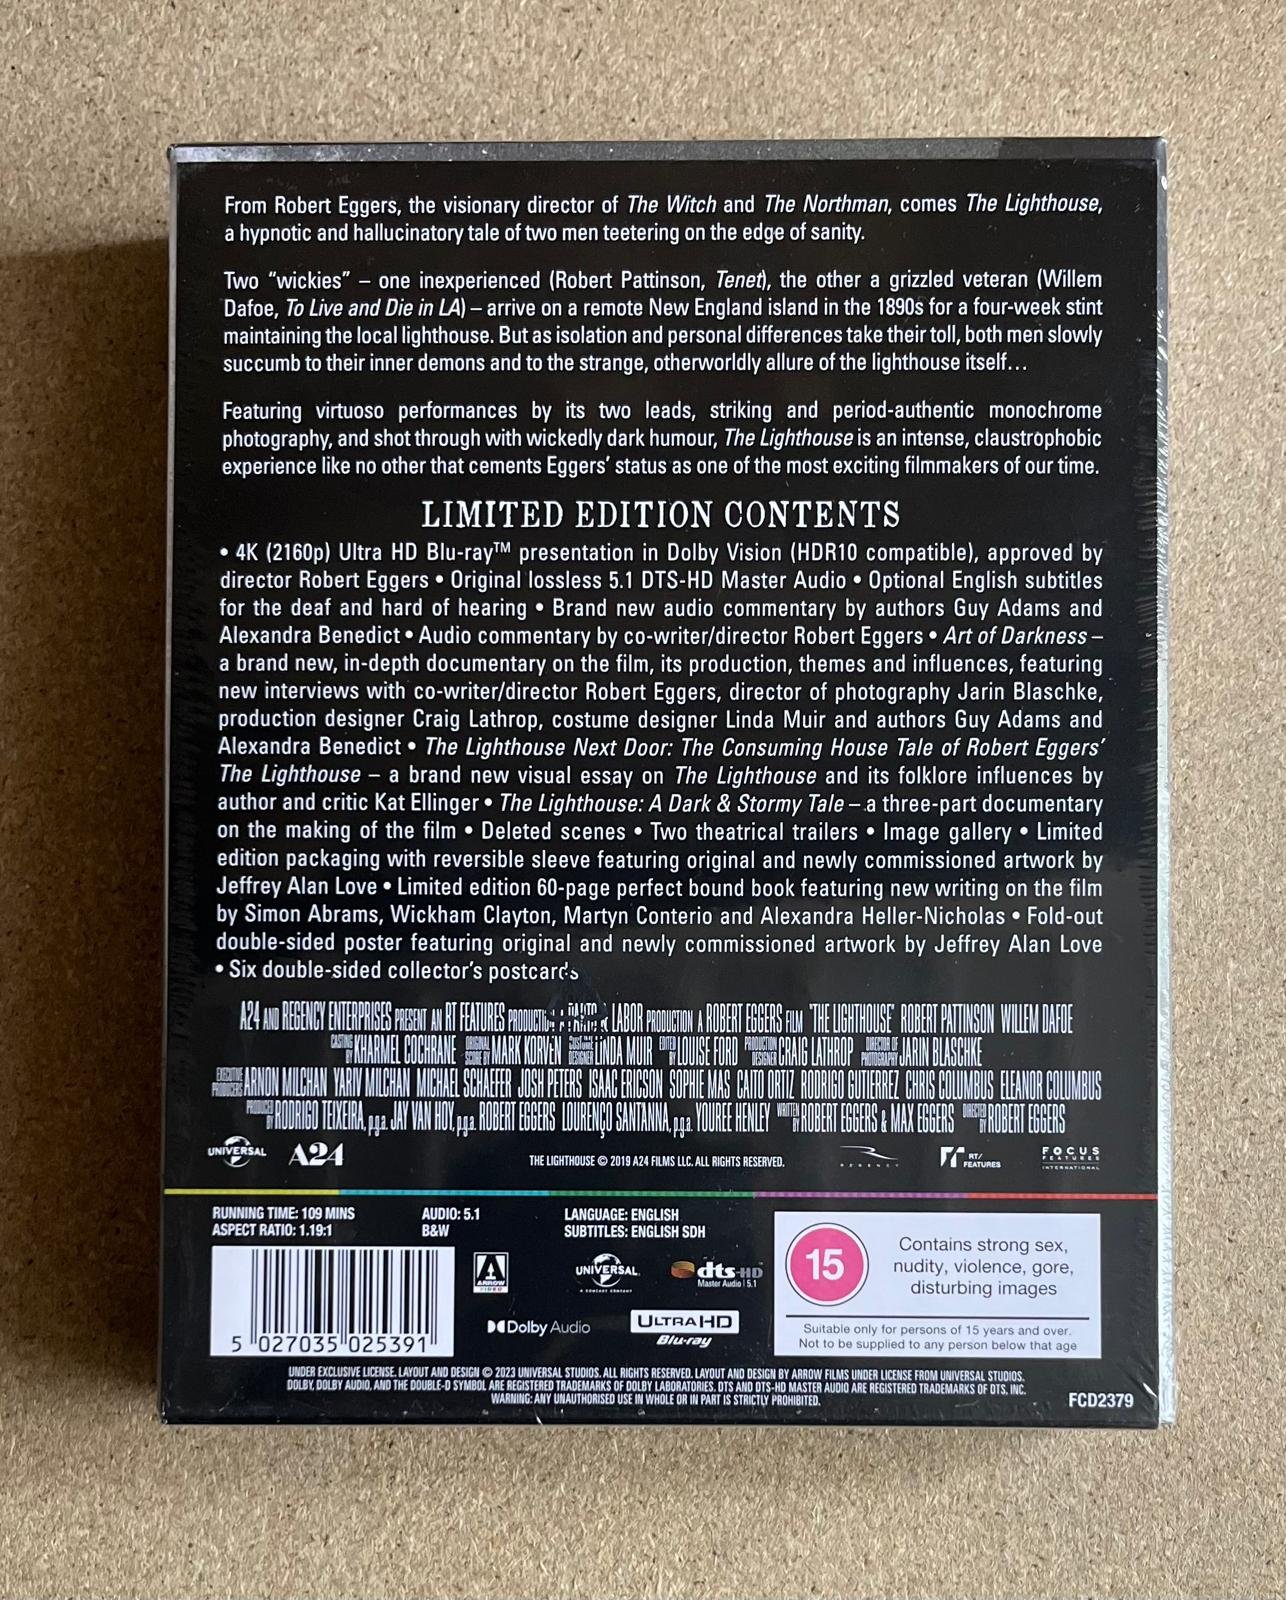 From Robert Eggers, the visionary director of The Witch and The Northman, comes The Lighthouse,
a hypnotic and hallucinatory tale of two men teetering on the edge of sanity.
Two “wickies” – one inexperienced (Robert Pattinson, Tenet), the other a grizzled veteran (Willem
Dafoe, To Live and Die in LA) – arrive on a remote New England island in the 1890s for a four-week stint
maintaining the local lighthouse. But as isolation and personal differences take their toll, both men slowly
succumb to their inner demons and to the strange, otherworldly allure of the lighthouse itself…
Featuring virtuoso performances by its two leads, striking and period-authentic monochrome
photography, and shot through with wickedly dark humour, The Lighthouse is an intense, claustrophobic
experience like no other that cements Eggers’ status as one of the most exciting filmmakers of our time.
LIMITED EDITION CONTENTS
• 4K (2160p) Ultra HD Blu-ray™ presentation in Dolby Vision (HDR10 compatible), approved by
director Robert Eggers • Original lossless 5.1 DTS-HD Master Audio • Optional English subtitles
for the deaf and hard of hearing • Brand new audio commentary by authors Guy Adams and
Alexandra Benedict • Audio commentary by co-writer/director Robert Eggers • Art of Darkness –
a brand new, in-depth documentary on the film, its production, themes and influences, featuring
new interviews with co-writer/director Robert Eggers, director of photography Jarin Blaschke,
production designer Craig Lathrop, costume designer Linda Muir and authors Guy Adams and
Alexandra Benedict • The Lighthouse Next Door: The Consuming House Tale of Robert Eggers’
The Lighthouse – a brand new visual essay on The Lighthouse and its folklore influences by
author and critic Kat Ellinger • The Lighthouse: A Dark & Stormy Tale – a three-part documentary
on the making of the film • Deleted scenes • Two theatrical trailers • Image gallery • Limited
edition packaging with reversible sleeve featuring original and newly commissioned artwork by
Jeffrey Alan Love • Limited edition 60-page perfect bound book featuring new writing on the film
by Simon Abrams, Wickham Clayton, Martyn Conterio and Alexandra Heller-Nicholas • Fold-out
double-sided poster featuring original and newly commissioned artwork by Jeffrey Alan Love
• Six double-sided collector’s postcards
A24 AND REGENCY ENTERPRISES PRESENT AN RT FEATURES LABOR PRODUCTION A ROBERT EGGERS FILM "THE LIGHTHOUSE" ROBERT PATTINSON WILLEM DAFOE
CASTING BY KHARMEL COCHRANE ORIGINAL SCORE BY MARK KORVEN COSTUME DESIGNER LINDA MUIR EDITED BY LOUISE FORD PRODUCTION DESIGNER CRAIG LATHROP DIRECTOR OF PHOTOGRAPHY JARIN BLASCHKE
EXECUTIVE PRODUCERS ARNON MILCHAN YARIV MILCHAN MICHAEL SCHAEFER JOSH PETERS ISAAC ERICSON SOPHIE MAS CAITO ORTIZ RODRIGO GUTIERREZ CHRIS COLUMBUS ELEANOR COLUMBUS
PRODUCED BY RODRIGO TEIXEIRA, p.g.a. JAY VAN HOY, p.g.a. ROBERT EGGERS LOURENÇO SANTANNA, p.g.a. YOUREE HENLEY WRITTEN BY ROBERT EGGERS & MAX EGGERS DIRECTED BY ROBERT EGGERS
UNIVERSAL A24 THE LIGHTHOUSE © 2019 A24 FILMS LLC. ALL RIGHTS RESERVED. REGENCY RT/ FEATURES FOCUS FEATURES INTERNATIONAL
RUNNING TIME: 109 MINS AUDIO: 5.1 LANGUAGE: ENGLISH
ASPECT RATIO: 1.19:1 B&W SUBTITLES: ENGLISH SDH
15
Contains strong sex,
nudity, violence, gore,
disturbing images
Suitable only for persons of 15 years and over.
Not to be supplied to any person below that age
ARROW VIDEO
UNIVERSAL
A COMCAST COMPANY
dts-HD
Master Audio | 5.1
Dolby Audio
ULTRA HD
Blu-ray
5 027035 025391
UNDER EXCLUSIVE LICENSE. LAYOUT AND DESIGN © 2023 UNIVERSAL STUDIOS. ALL RIGHTS RESERVED. LAYOUT AND DESIGN BY ARROW FILMS UNDER LICENSE FROM UNIVERSAL STUDIOS.
DOLBY, DOLBY AUDIO, AND THE DOUBLE-D SYMBOL ARE REGISTERED TRADEMARKS OF DOLBY LABORATORIES. DTS AND DTS-HD MASTER AUDIO ARE REGISTERED TRADEMARKS OF DTS, INC.
WARNING: ANY UNAUTHORISED USE IN WHOLE OR IN PART IS STRICTLY PROHIBITED.
FCD2379